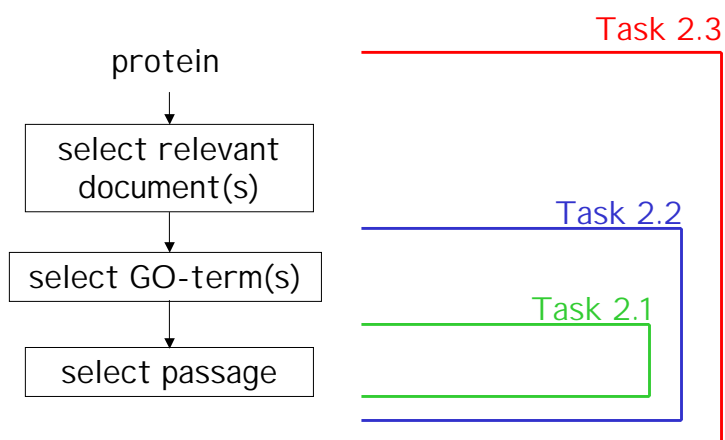 Task 2.3
protein
select relevant
document(s)
Task 2.2
select GO-term(s)
Task 2.1
select passage